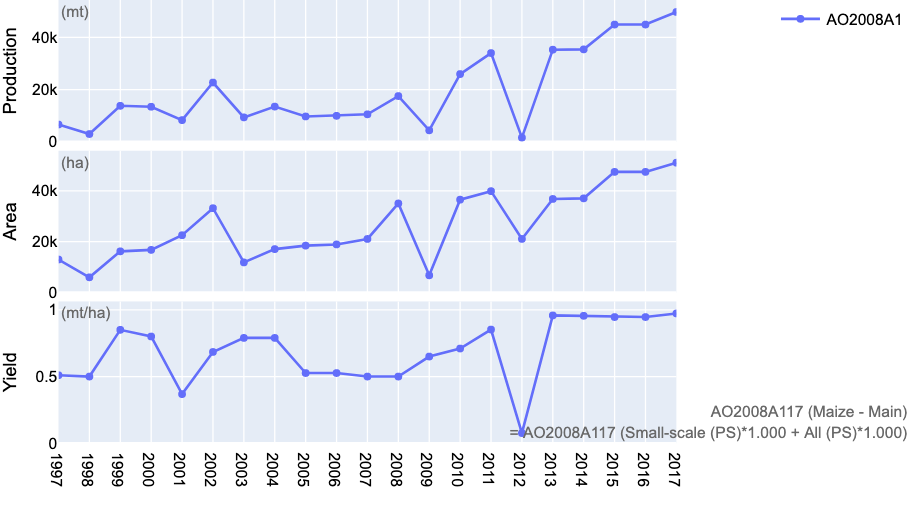 (mt)
AO2008A1
Production
40k
20k
0
(ha)
Area
40k
20k
0
(mt/ha)
Yield
1
0.5
0
AO2008A117 (Maize - Main)
= AO2008A117 (Small-scale (PS)*1.000 + All (PS)*1.000)
1997
1998
1999
2000
2001
2002
2003
2004
2005
2006
2007
2008
2009
2010
2011
2012
2013
2014
2015
2016
2017